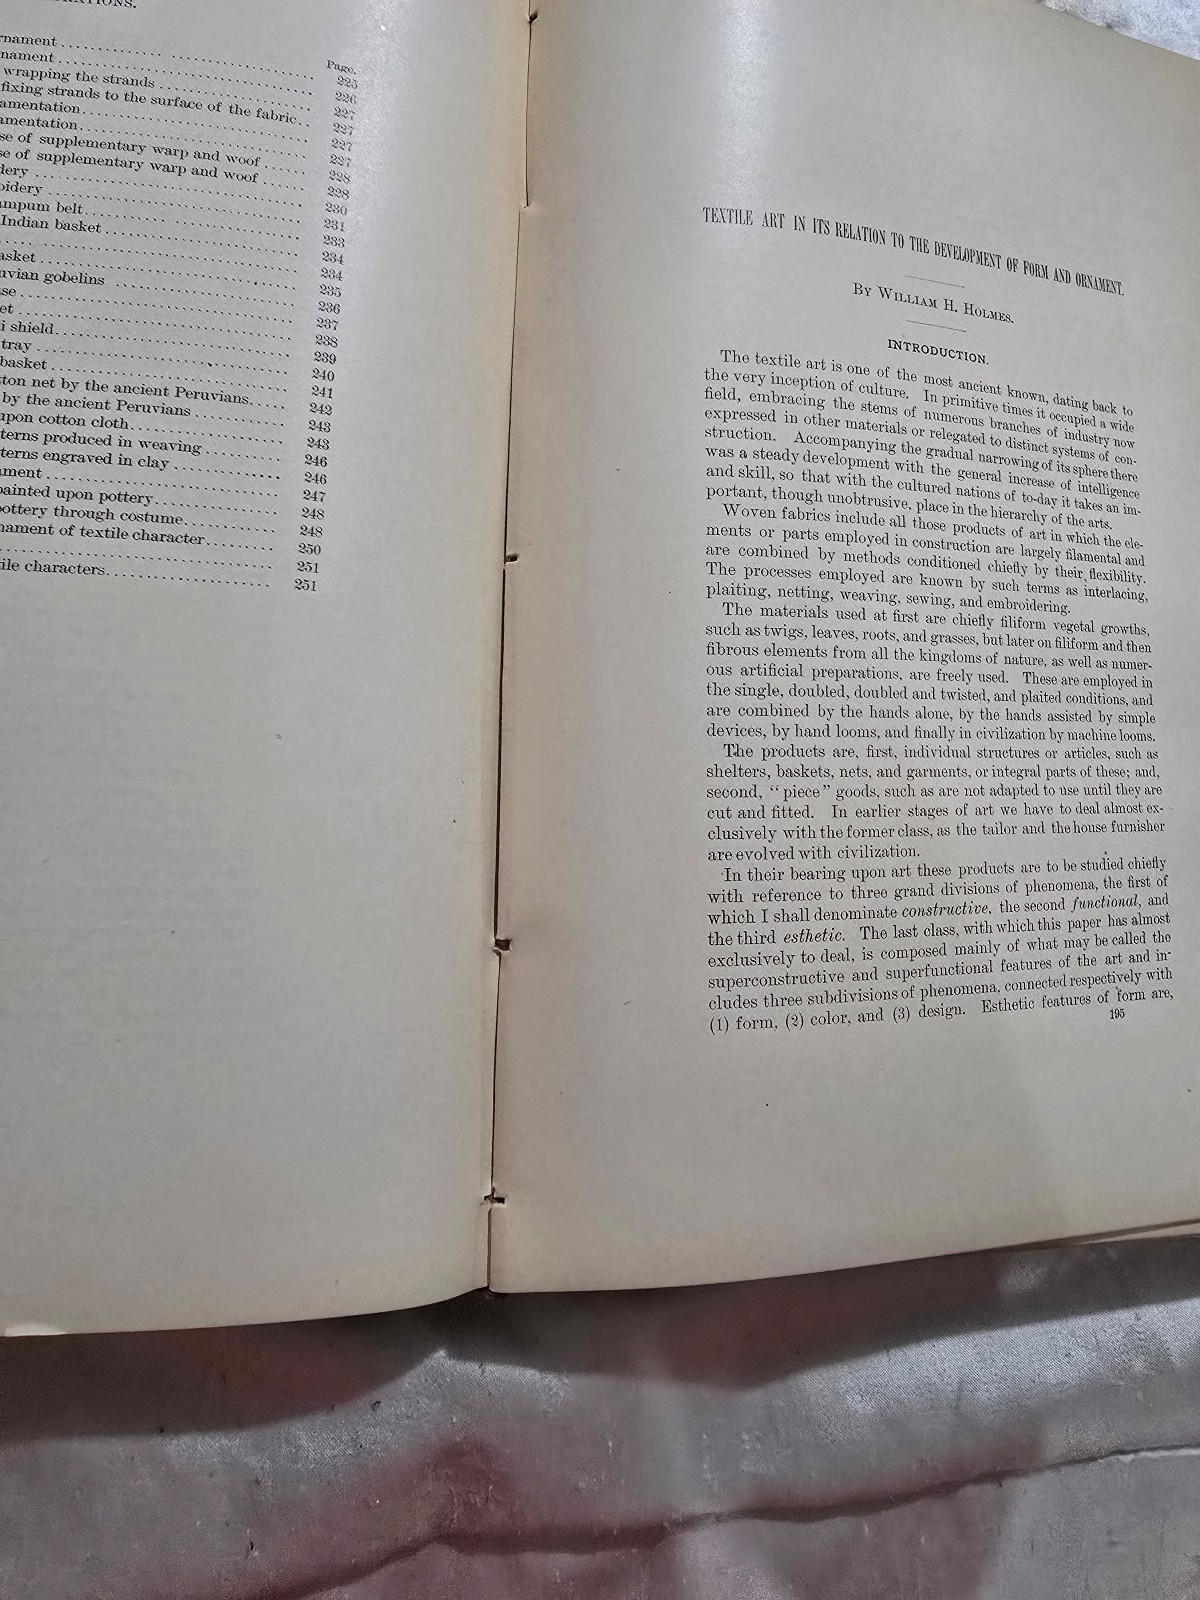 RATIONS.
Page.
rnament ........ 225
nament ........ 226
wrapping the strands ........ 227
fixing strands to the surface of the fabric.. 227
amentation........ 227
amentation........ 227
se of supplementary warp and woof ...... 228
se of supplementary warp and woof ...... 228
dery ........ 230
oidery ........ 231
ampum belt........ 233
Indian basket ........ 234
........ 234
asket ........ 235
uvian gobelins ........ 236
se ........ 237
et ........ 238
i shield........ 239
tray ........ 240
basket ........ 241
ton net by the ancient Peruvians..... 242
by the ancient Peruvians ........ 243
upon cotton cloth........ 243
terns produced in weaving ........ 246
terns engraved in clay ........ 246
ment ........ 247
painted upon pottery........ 248
ottery through costume........ 248
nament of textile character........ 250
........ 251
ile characters........ 251
TEXTILE ART IN ITS RELATION TO THE DEVELOPMENT OF FORM AND ORNAMENT.
By William H. Holmes.
INTRODUCTION.
The textile art is one of the most ancient known, dating back to
the very inception of culture. In primitive times it occupied a wide
field, embracing the stems of numerous branches of industry now
expressed in other materials or relegated to distinct systems of con-
struction. Accompanying the gradual narrowing of its sphere there
was a steady development with the general increase of intelligence
and skill, so that with the cultured nations of to-day it takes an im-
portant, though unobtrusive, place in the hierarchy of the arts.
Woven fabrics include all those products of art in which the ele-
ments or parts employed in construction are largely filamental and
are combined by methods conditioned chiefly by their flexibility.
The processes employed are known by such terms as interlacing,
plaiting, netting, weaving, sewing, and embroidering.
The materials used at first are chiefly filiform vegetal growths,
such as twigs, leaves, roots, and grasses, but later on filiform and then
fibrous elements from all the kingdoms of nature, as well as numer-
ous artificial preparations, are freely used. These are employed in
the single, doubled, doubled and twisted, and plaited conditions, and
are combined by the hands alone, by the hands assisted by simple
devices, by hand looms, and finally in civilization by machine looms.
The products are, first, individual structures or articles, such as
shelters, baskets, nets, and garments, or integral parts of these; and,
second, "piece" goods, such as are not adapted to use until they are
cut and fitted. In earlier stages of art we have to deal almost ex-
clusively with the former class, as the tailor and the house furnisher
are evolved with civilization.
In their bearing upon art these products are to be studied chiefly
with reference to three grand divisions of phenomena, the first of
which I shall denominate constructive, the second functional, and
the third esthetic. The last class, with which this paper has almost
exclusively to deal, is composed mainly of what may be called the
superconstructive and superfunctional features of the art and in-
cludes three subdivisions of phenomena, connected respectively with
(1) form, (2) color, and (3) design. Esthetic features of form are,
195